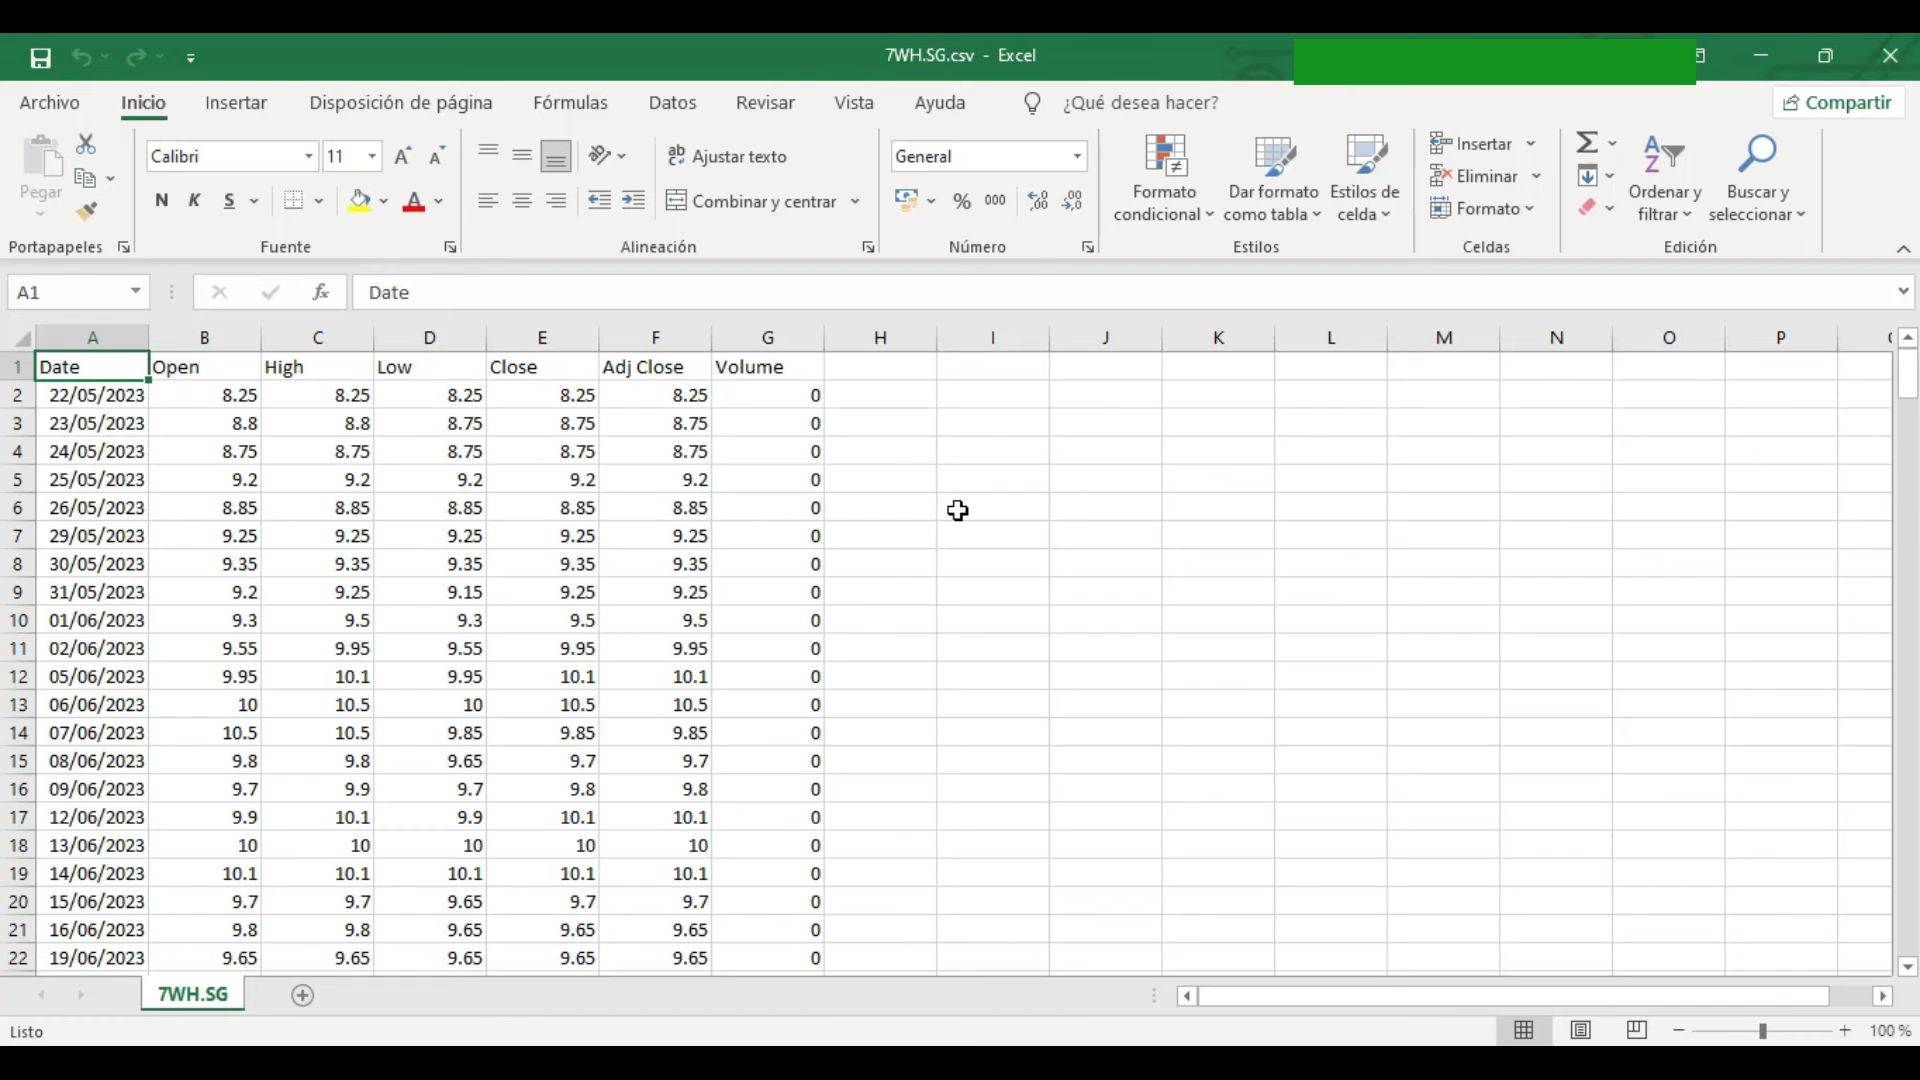 7WH.SG.csv - Excel
Archivo Inicio Insertar Disposición de página Fórmulas Datos Revisar Vista Ayuda ¿Qué desea hacer? Compartir
Pegar
Portapapeles
Calibri 11
N K S
Fuente
Ajustar texto
Combinar y centrar
Alineación
General
% 000
Número
Formato condicional
Dar formato como tabla
Estilos de celda
Estilos
Insertar
Eliminar
Formato
Celdas
Ordenar y filtrar
Buscar y seleccionar
Edición
A1 fx Date
A B C D E F G H I J K L M N O P
1 Date Open High Low Close Adj Close Volume
2 22/05/2023 8.25 8.25 8.25 8.25 8.25 0
3 23/05/2023 8.8 8.8 8.75 8.75 8.75 0
4 24/05/2023 8.75 8.75 8.75 8.75 8.75 0
5 25/05/2023 9.2 9.2 9.2 9.2 9.2 0
6 26/05/2023 8.85 8.85 8.85 8.85 8.85 0
7 29/05/2023 9.25 9.25 9.25 9.25 9.25 0
8 30/05/2023 9.35 9.35 9.35 9.35 9.35 0
9 31/05/2023 9.2 9.25 9.15 9.25 9.25 0
10 01/06/2023 9.3 9.5 9.3 9.5 9.5 0
11 02/06/2023 9.55 9.95 9.55 9.95 9.95 0
12 05/06/2023 9.95 10.1 9.95 10.1 10.1 0
13 06/06/2023 10 10.5 10 10.5 10.5 0
14 07/06/2023 10.5 10.5 9.85 9.85 9.85 0
15 08/06/2023 9.8 9.8 9.65 9.7 9.7 0
16 09/06/2023 9.7 9.9 9.7 9.8 9.8 0
17 12/06/2023 9.9 10.1 9.9 10.1 10.1 0
18 13/06/2023 10 10 10 10 10 0
19 14/06/2023 10.1 10.1 10.1 10.1 10.1 0
20 15/06/2023 9.7 9.7 9.65 9.7 9.7 0
21 16/06/2023 9.8 9.8 9.65 9.65 9.65 0
22 19/06/2023 9.65 9.65 9.65 9.65 9.65 0
7WH.SG
Listo 100 %